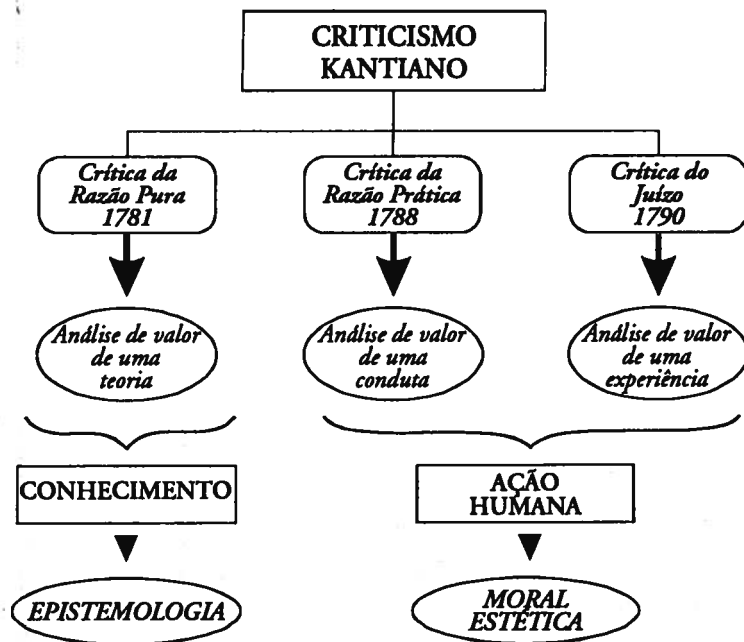 CRITICISMO
KANTIANO
Crítica da
Razão Pura
1781
Crítica da
Razão Prática
1788
Crítica do
Juízo
1790
Análise de valor
de uma
teoria
Análise de valor
de uma
conduta
Análise de valor
de uma
experiência
CONHECIMENTO
AÇÃO
HUMANA
EPISTEMOLOGIA
MORAL
ESTÉTICA